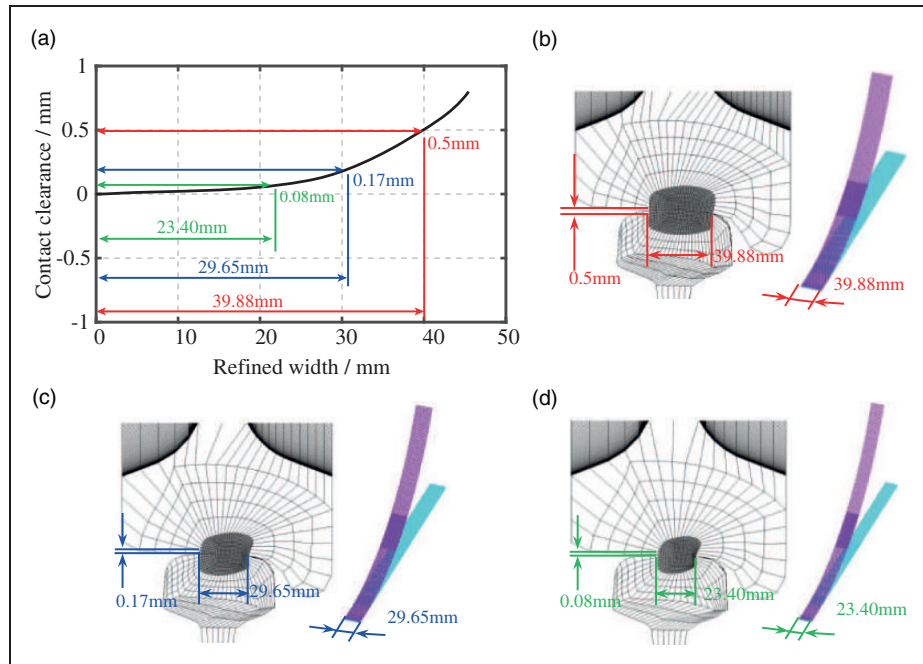 (a)
1
0.5
0
-0.5
-1
Contact clearance / mm
0 10 20 30 40 50
Refined width / mm
0.5mm
0.17mm
0.08mm
23.40mm
29.65mm
39.88mm
(b)
0.5mm
39.88mm
39.88mm
(c)
0.17mm
29.65mm
29.65mm
(d)
0.08mm
23.40mm
23.40mm